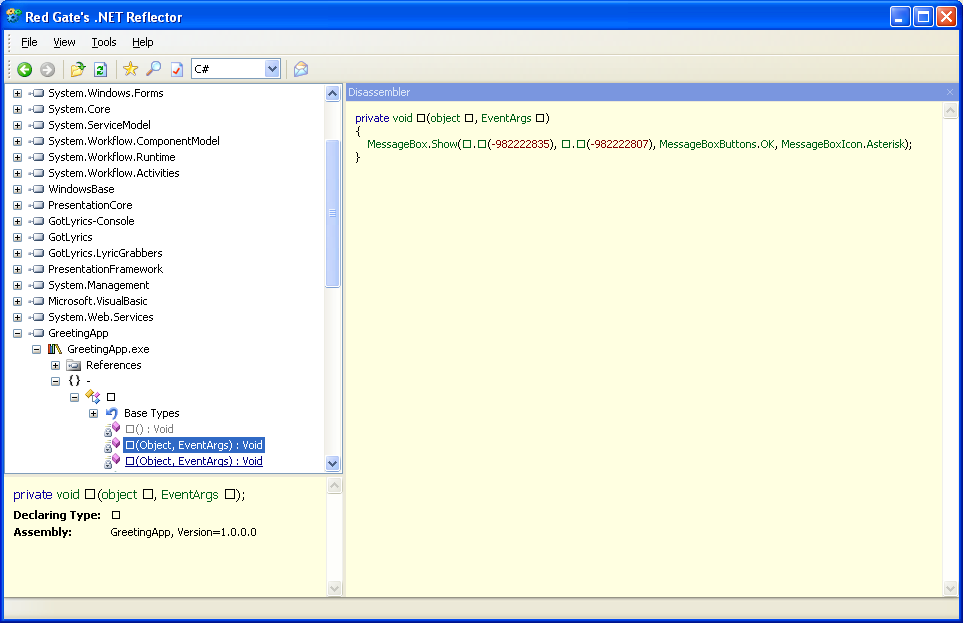 Red Gate's .NET Reflector
File View Tools Help
C#
System.Windows.Forms
System.Core
System.ServiceModel
System.Workflow.ComponentModel
System.Workflow.Runtime
System.Workflow.Activities
WindowsBase
PresentationCore
GotLyrics-Console
GotLyrics
GotLyrics.LyricGrabbers
PresentationFramework
System.Management
Microsoft.VisualBasic
System.Web.Services
GreetingApp
GreetingApp.exe
References
{} -
□
Base Types
□() : Void
□(Object, EventArgs) : Void
□(Object, EventArgs) : Void
private void □(object □, EventArgs □);
Declaring Type: □
Assembly: GreetingApp, Version=1.0.0.0
Disassembler
private void □(object □, EventArgs □)
{
MessageBox.Show(□.□(-982222835), □.□(-982222807), MessageBoxButtons.OK, MessageBoxIcon.Asterisk);
}